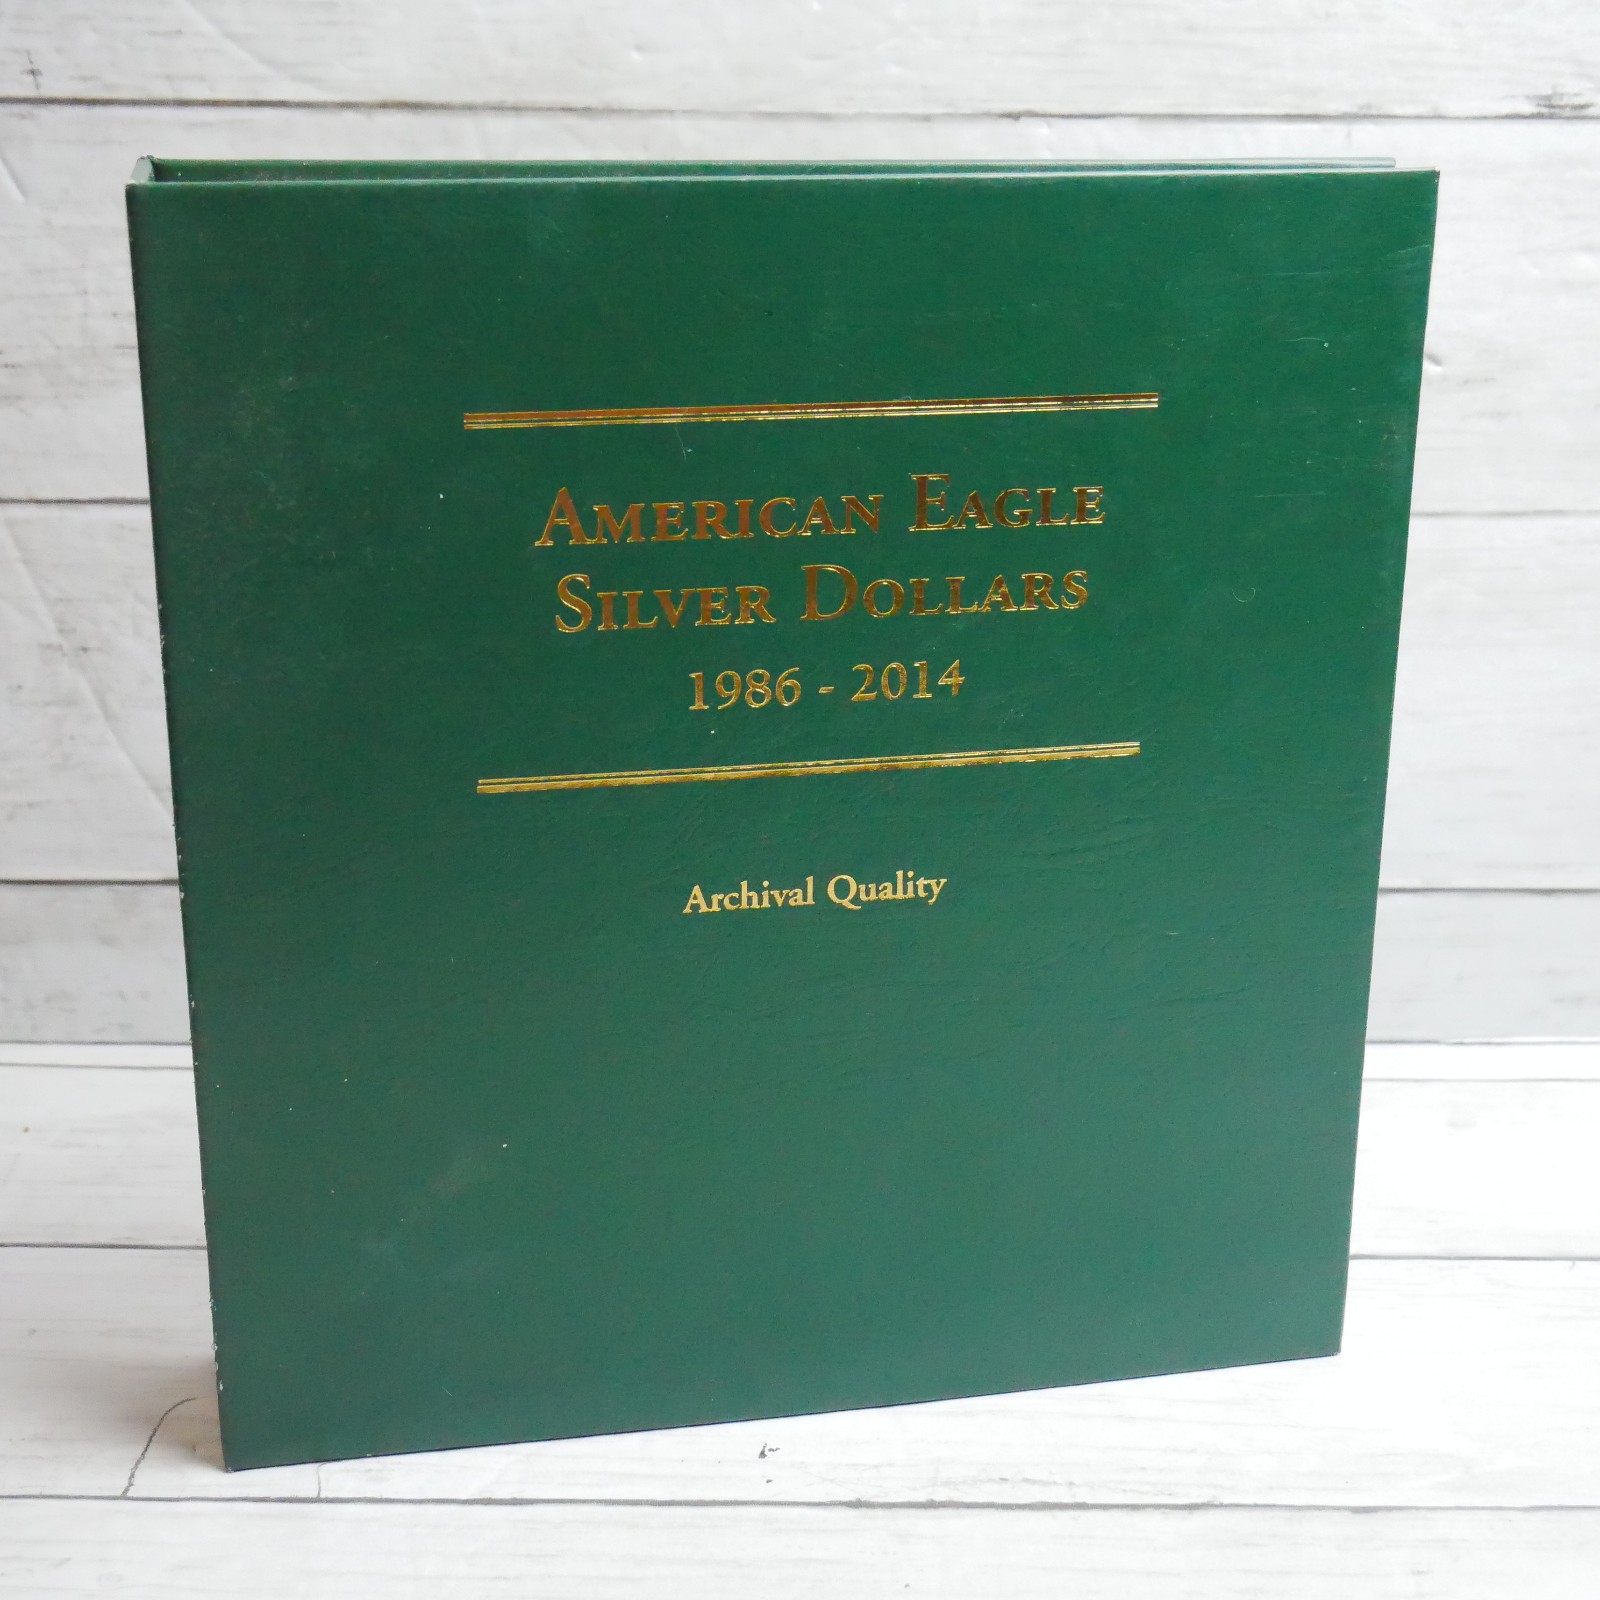 American Eagle
Silver Dollars
1986 - 2014
Archival Quality